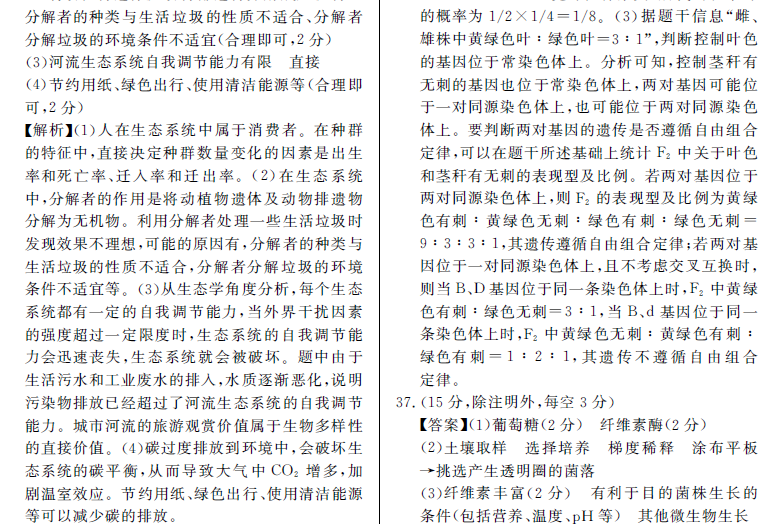 分解者的种类与生活垃圾的性质不适合、分解者
分解垃圾的环境条件不适宜(合理即可,2 分)
(3)河流生态系统自我调节能力有限　直接
(4)节约用纸、绿色出行、使用清洁能源等(合理即
可,2 分)
【解析】(1)人在生态系统中属于消费者。在种群
的特征中,直接决定种群数量变化的因素是出生
率和死亡率、迁入率和迁出率。(2)在生态系统
中,分解者的作用是将动植物遗体及动物排遗物
分解为无机物。利用分解者处理一些生活垃圾时
发现效果不理想,可能的原因有,分解者的种类与
生活垃圾的性质不适合,分解者分解垃圾的环境
条件不适宜等。(3)从生态学角度分析,每个生态
系统都有一定的自我调节能力,当外界干扰因素
的强度超过一定限度时,生态系统的自我调节能
力会迅速丧失,生态系统就会被破坏。题中由于
生活污水和工业废水的排入,水质逐渐恶化,说明
污染物排放已经超过了河流生态系统的自我调节
能力。城市河流的旅游观赏价值属于生物多样性
的直接价值。(4)碳过度排放到环境中,会破坏生
态系统的碳平衡,从而导致大气中 CO₂ 增多,加
剧温室效应。节约用纸、绿色出行、使用清洁能源
等可以减少碳的排放。
的概率为 1/2×1/4＝1/8。(3)据题干信息“雌、
雄株中黄绿色叶∶绿色叶＝3∶1”,判断控制叶色
的基因位于常染色体上。分析可知,控制茎秆有
无刺的基因也位于常染色体上,两对基因可能位
于一对同源染色体上,也可能位于两对同源染色
体上。要判断两对基因的遗传是否遵循自由组合
定律,可以在题干所述基础上统计 F₂ 中关于叶色
和茎秆有无刺的表现型及比例。若两对基因位于
两对同源染色体上,则 F₂ 的表现型及比例为黄绿
色有刺∶黄绿色无刺∶绿色有刺∶绿色无刺＝
9∶3∶3∶1,其遗传遵循自由组合定律;若两对基
因位于一对同源染色体上,且不考虑交叉互换时,
则当 B、D 基因位于同一条染色体上时,F₂ 中黄绿
色有刺∶绿色无刺＝3∶1,当 B、d 基因位于同一
条染色体上时,F₂ 中黄绿色无刺∶黄绿色有刺∶
绿色有刺＝1∶2∶1,其遗传不遵循自由组合
定律。
37.(15 分,除注明外,每空 3 分)
【答案】(1)葡萄糖(2 分)　纤维素酶(2 分)
(2)土壤取样　选择培养　梯度稀释　涂布平板
→挑选产生透明圈的菌落
(3)纤维素丰富(2 分)　有利于目的菌株生长的
条件(包括营养、温度、pH 等)　其他微生物生长